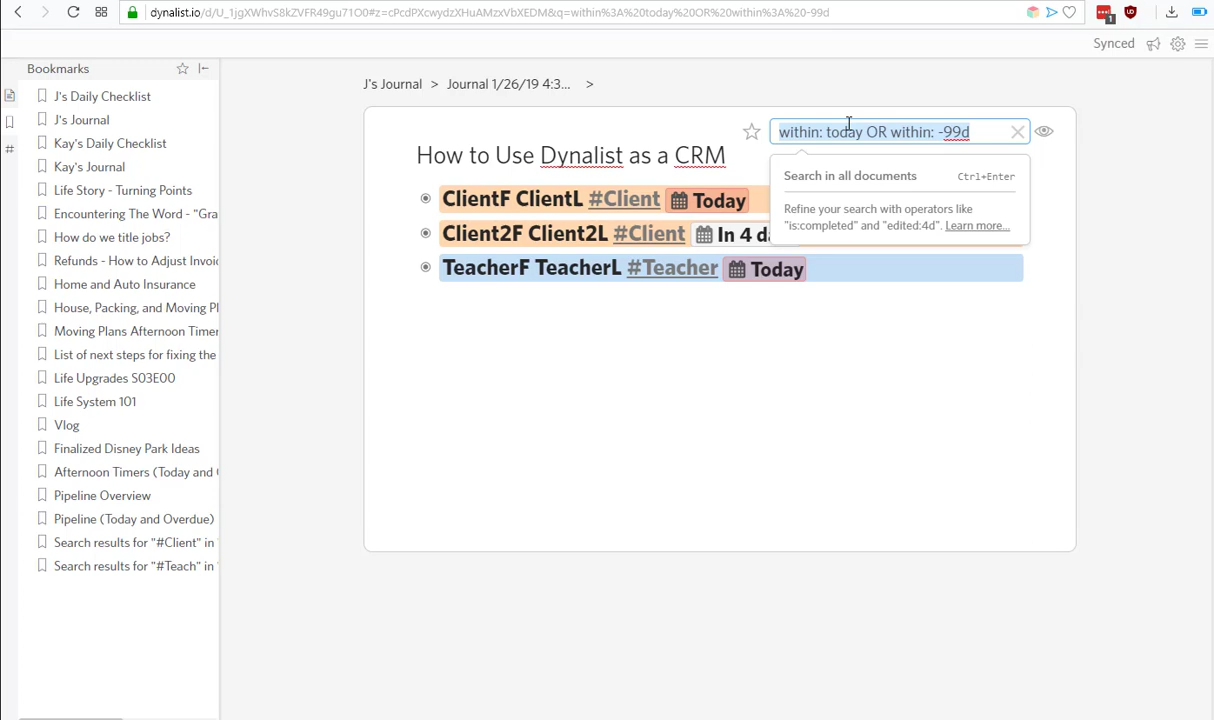 dynalist.io/d/U_1jgXWhvS8kZVFR49gu71O0#z=cPcdPXcwydzXHuAMzxVbXEDM&q=within%3A%20today%20OR%20within%3A%20-99d
1
Synced
Bookmarks
J's Daily Checklist
J's Journal
Kay's Daily Checklist
Kay's Journal
Life Story - Turning Points
Encountering The Word - "Gra
How do we title jobs?
Refunds - How to Adjust Invoic
Home and Auto Insurance
House, Packing, and Moving Pl
Moving Plans Afternoon Timer
List of next steps for fixing the
Life Upgrades S03E00
Life System 101
Vlog
Finalized Disney Park Ideas
Afternoon Timers (Today and
Pipeline Overview
Pipeline (Today and Overdue)
Search results for "#Client" in
Search results for "#Teach" in
J's Journal > Journal 1/26/19 4:3... >
within: today OR within: -99d
Search in all documents Ctrl+Enter
Refine your search with operators like
"is:completed" and "edited:4d". Learn more...
How to Use Dynalist as a CRM
ClientF ClientL #Client Today
Client2F Client2L #Client In 4 da
TeacherF TeacherL #Teacher Today